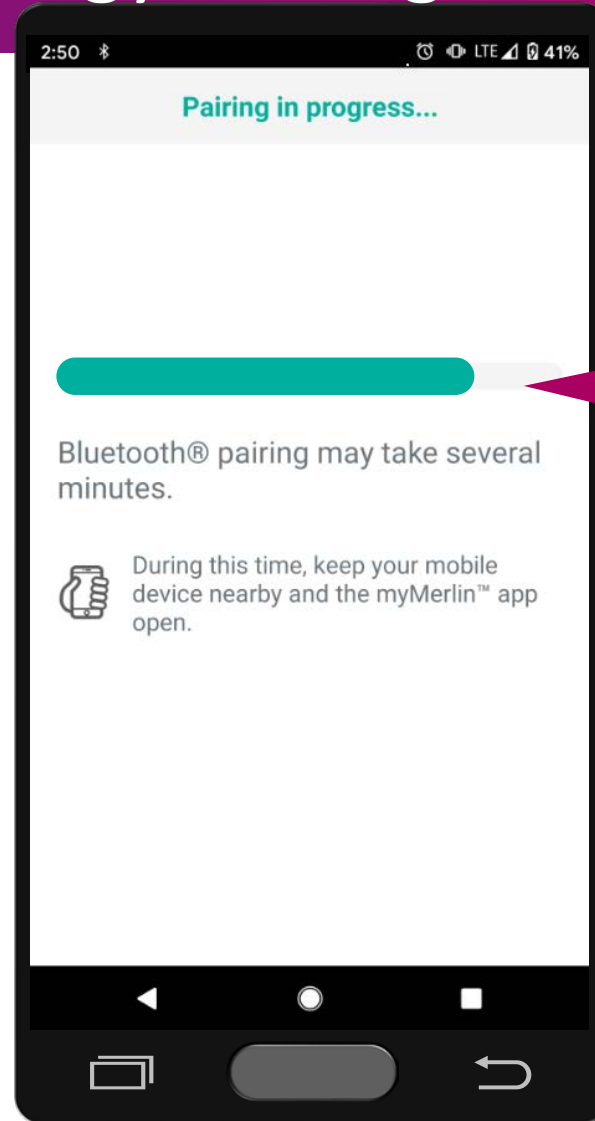 2:50 LTE 41%
Pairing in progress...
Bluetooth® pairing may take several
minutes.
During this time, keep your mobile
device nearby and the myMerlin™ app
open.